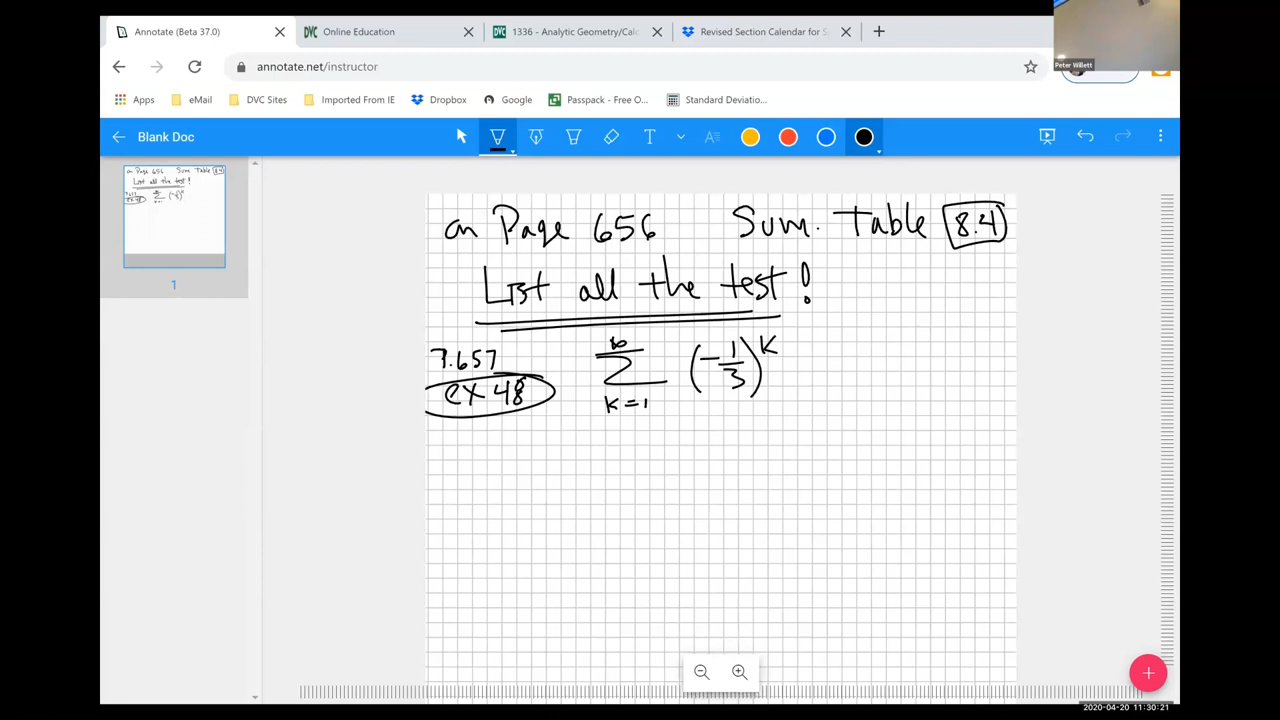 Annotate (Beta 37.0)
Online Education
1336 - Analytic Geometry/Calc
Revised Section Calendar for S
Peter Willett
annotate.net/instructor
Apps
eMail
DVC Sites
Imported From IE
Dropbox
Google
Passpack - Free O...
Standard Deviatio...
Blank Doc
on Page 656 Sum. Table 8.4
List all the test!
7.657
ex 48
∞
∑ (-1/3)^K
K=1
1
2020-04-20 11:30:21